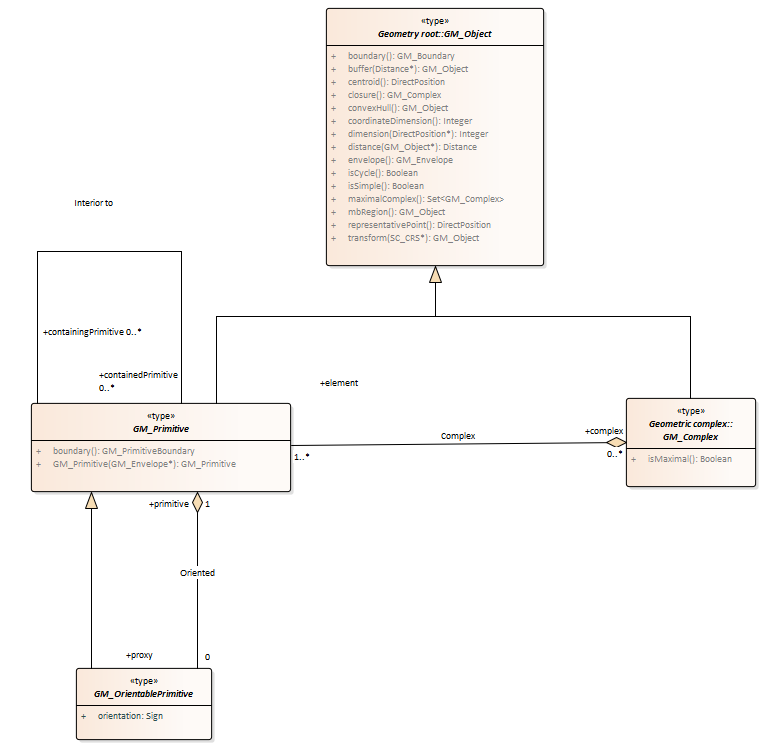 «type»
Geometry root::GM_Object
+ boundary(): GM_Boundary
+ buffer(Distance*): GM_Object
+ centroid(): DirectPosition
+ closure(): GM_Complex
+ convexHull(): GM_Object
+ coordinateDimension(): Integer
+ dimension(DirectPosition*): Integer
+ distance(GM_Object*): Distance
+ envelope(): GM_Envelope
+ isCycle(): Boolean
+ isSimple(): Boolean
+ maximalComplex(): Set<GM_Complex>
+ mbRegion(): GM_Object
+ representativePoint(): DirectPosition
+ transform(SC_CRS*): GM_Object
Interior to
+containingPrimitive 0..*
+containedPrimitive
0..*
+element
«type»
GM_Primitive
+ boundary(): GM_PrimitiveBoundary
+ GM_Primitive(GM_Envelope*): GM_Primitive
1..*
Complex
+complex
0..*
«type»
Geometric complex::
GM_Complex
+ isMaximal(): Boolean
+primitive 1
Oriented
+proxy 0
«type»
GM_OrientablePrimitive
+ orientation: Sign